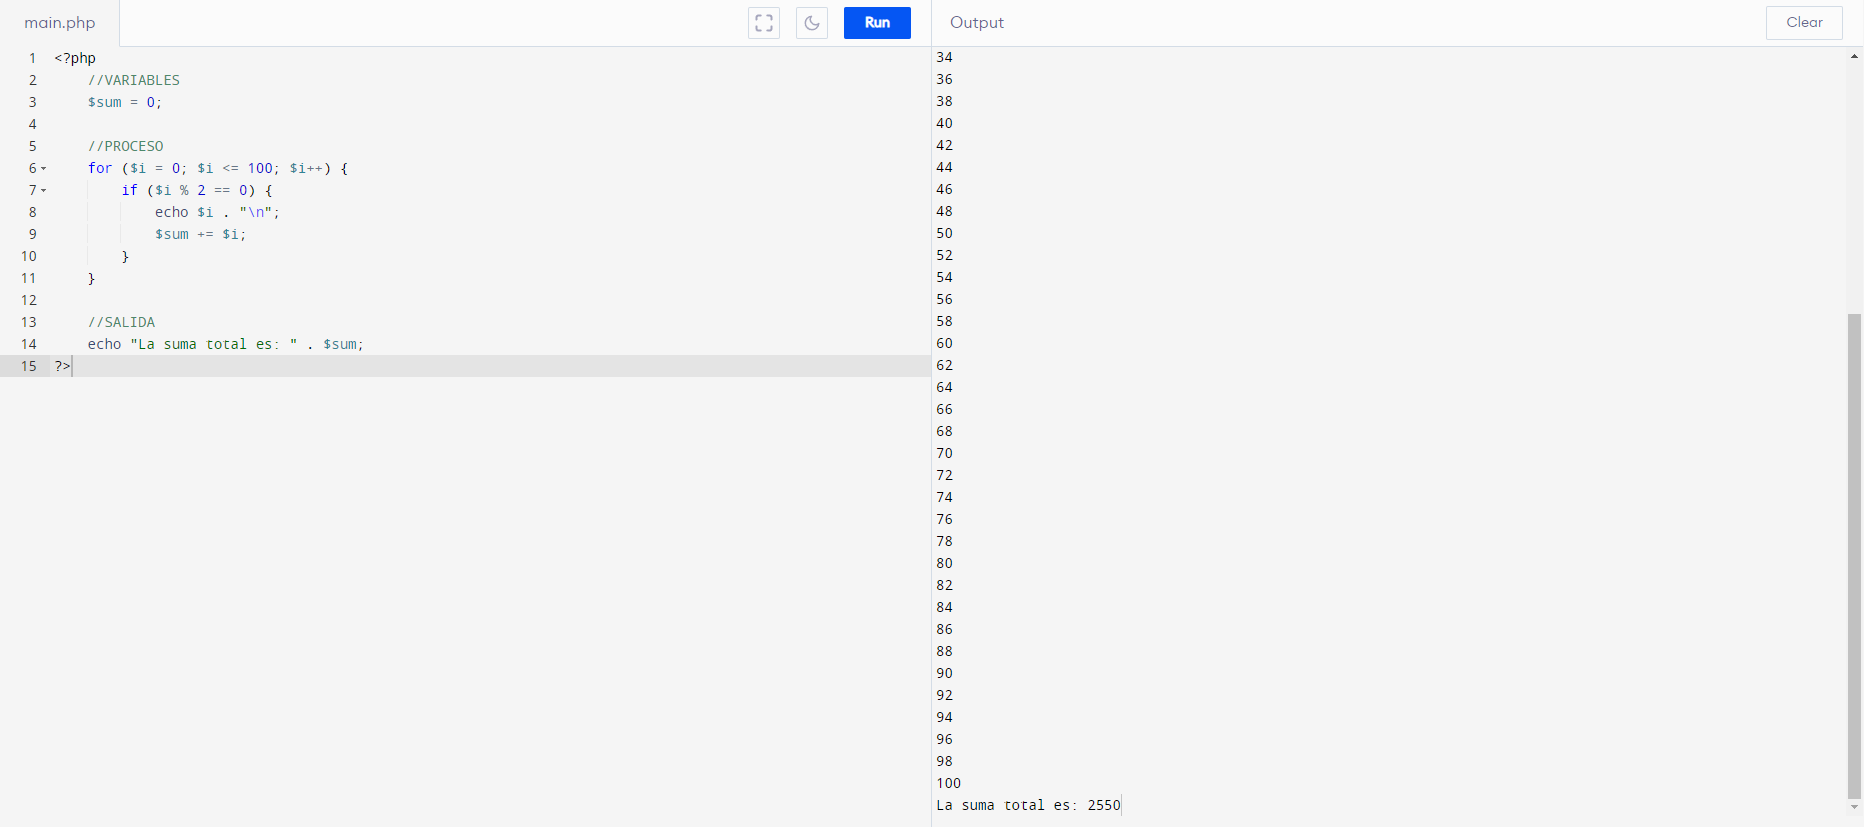 main.php
Run
1 <?php
2 //VARIABLES
3 $sum = 0;
4
5 //PROCESO
6 for ($i = 0; $i <= 100; $i++) {
7 if ($i % 2 == 0) {
8 echo $i . "\n";
9 $sum += $i;
10 }
11 }
12
13 //SALIDA
14 echo "La suma total es: " . $sum;
15 ?>
Output
Clear
34
36
38
40
42
44
46
48
50
52
54
56
58
60
62
64
66
68
70
72
74
76
78
80
82
84
86
88
90
92
94
96
98
100
La suma total es: 2550